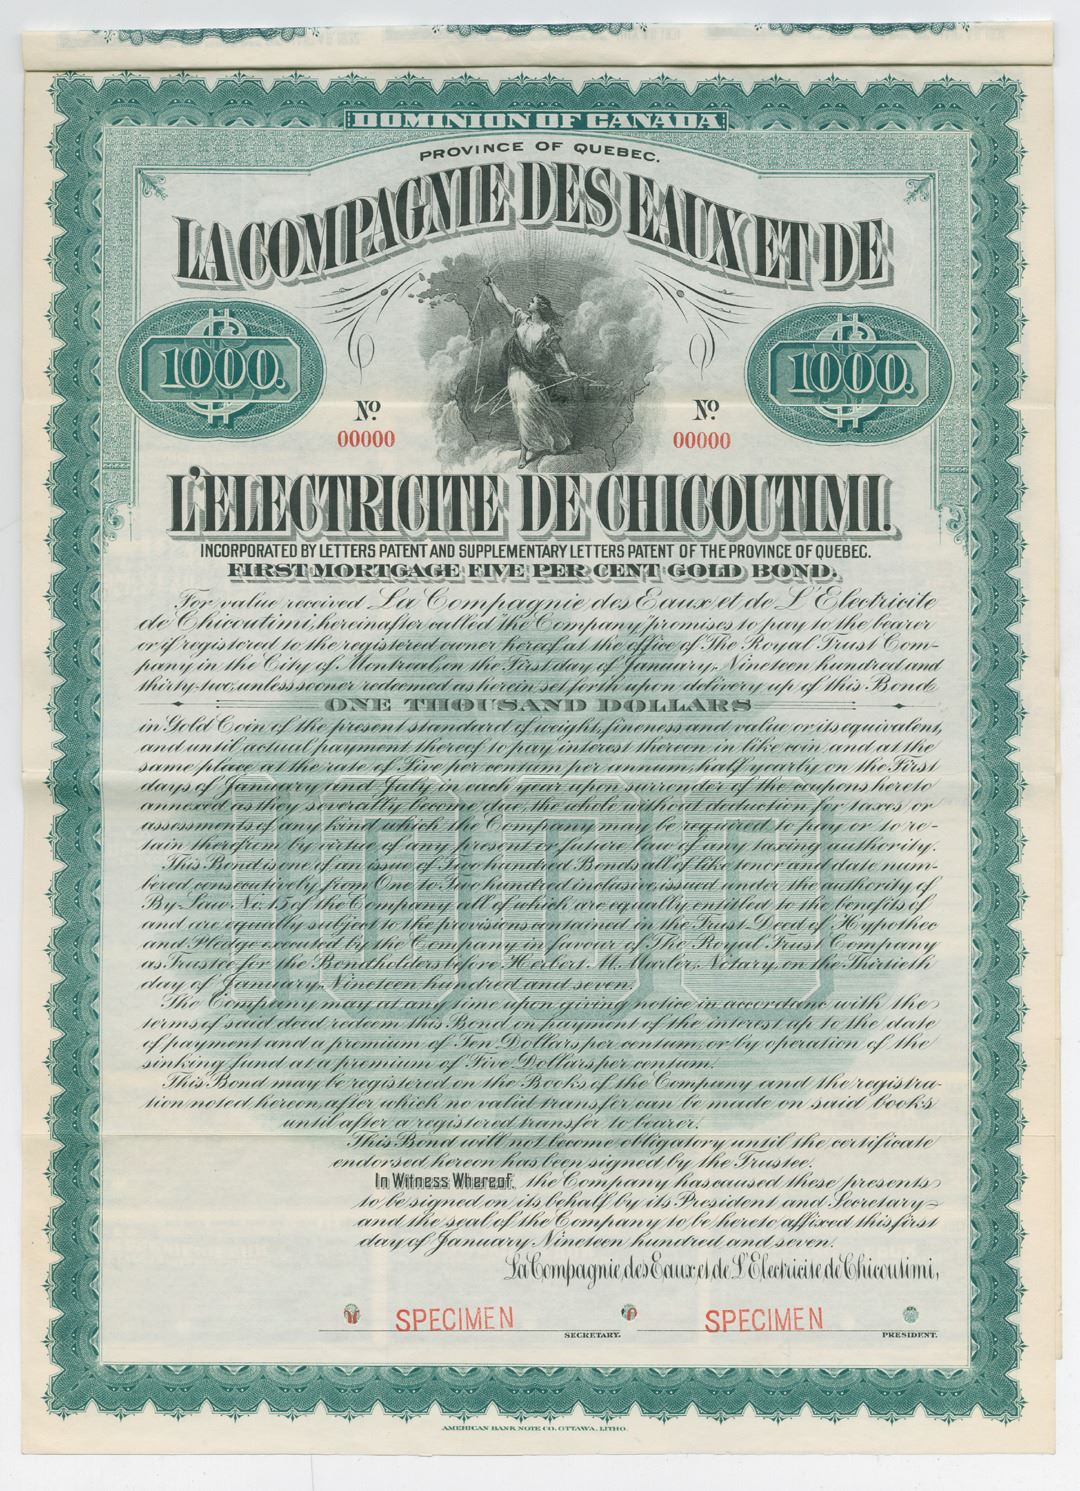 DOMINION OF CANADA
PROVINCE OF QUEBEC.
LA COMPAGNIE DES EAUX ET DE
1000.
1000.
No.
00000
No.
00000
L'ELECTRICITE DE CHICOUTIMI.
INCORPORATED BY LETTERS PATENT AND SUPPLEMENTARY LETTERS PATENT OF THE PROVINCE OF QUEBEC.
FIRST MORTGAGE FIVE PER CENT GOLD BOND.
For value received La Compagnie des Eaux et de L'Electricite
de Chicoutimi, hereinafter called "the Company" promises to pay to the bearer
or if registered to the registered owner hereof at the office of The Royal Trust Com-
pany in the City of Montreal, on the First day of January, Nineteen hundred and
thirty-two, unless sooner redeemed as herein set forth upon delivery up of this Bond
ONE THOUSAND DOLLARS
in Gold Coin of the present standard of weight, fineness and value or its equivalent,
and until actual payment thereof to pay interest thereon in like coin and at the
same place at the rate of Five per centum per annum, half yearly on the First
days of January and July in each year upon surrender of the coupons hereto
annexed as they severally become due, the whole without deduction for taxes or
assessments of any kind which the Company may be required to pay or to re-
tain therefrom by virtue of any present or future law of any taxing authority.
This Bond is one of an issue of Two hundred Bonds all of like tenor and date num-
bered consecutively from One to Two hundred inclusive, issued under the authority of
By-Law No. 15 of the Company all of which are equally entitled to the benefits of
and are equally subject to the provisions contained in the Trust Deed of Hypothec
and Pledge executed by the Company in favour of The Royal Trust Company
as Trustee for the Bondholders before Herbert M. Marler, Notary, on the Thirtieth
day of January, Nineteen hundred and seven.
The Company may at any time upon giving notice in accordance with the
terms of said deed redeem this Bond on payment of the interest up to the date
of payment and a premium of Ten Dollars per centum, or by operation of the
sinking fund at a premium of Five Dollars per centum.
This Bond may be registered on the Books of the Company and the registra-
tion noted hereon, after which no valid transfer can be made on said books
until after a registered transfer to bearer.
This Bond will not become obligatory until the certificate
endorsed hereon has been signed by the Trustee.
In Witness Whereof, the Company has caused these presents
to be signed on its behalf by its President and Secretary
and the seal of the Company to be hereto affixed this first
day of January Nineteen hundred and seven.
La Compagnie des Eaux et de L'Electricite de Chicoutimi,
SPECIMEN
SECRETARY.
SPECIMEN
PRESIDENT.
AMERICAN BANK NOTE CO. OTTAWA, LITHO.